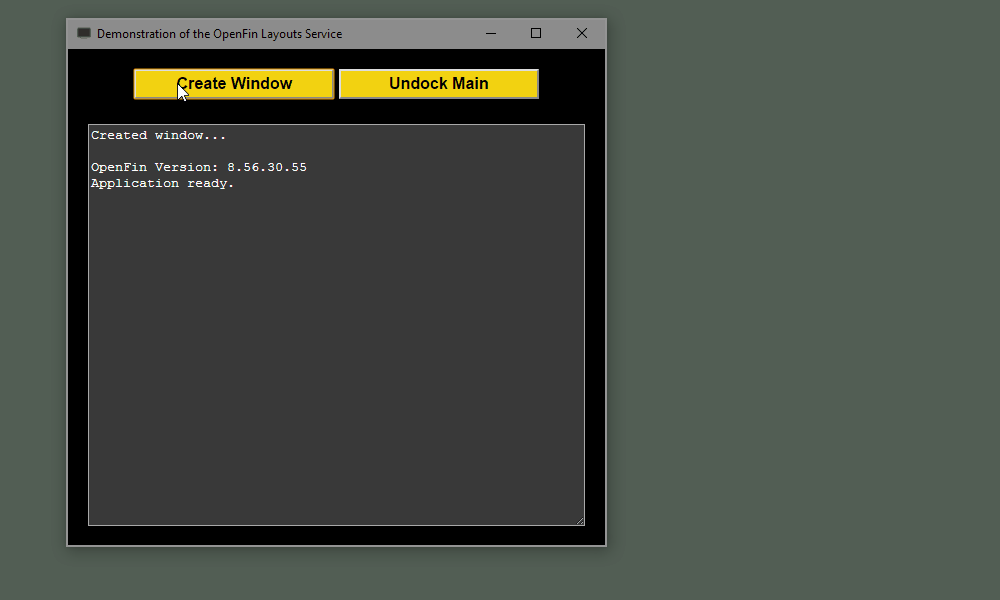 Demonstration of the OpenFin Layouts Service
Create Window
Undock Main
Created window...
OpenFin Version: 8.56.30.55
Application ready.